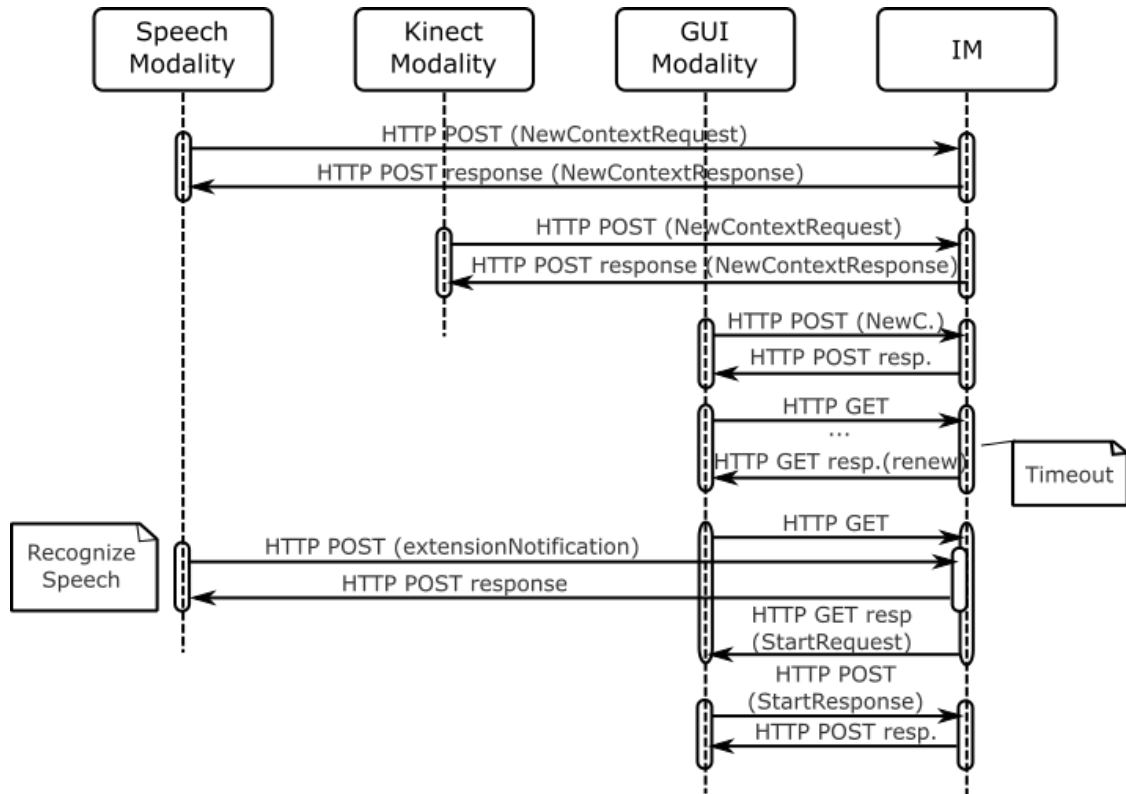 Speech
Modality
Kinect
Modality
GUI
Modality
IM
HTTP POST (NewContextRequest)
HTTP POST response (NewContextResponse)
HTTP POST (NewContextRequest)
HTTP POST response (NewContextResponse)
HTTP POST (NewC.)
HTTP POST resp.
HTTP GET
...
HTTP GET resp.(renew)
Timeout
HTTP GET
Recognize
Speech
HTTP POST (extensionNotification)
HTTP POST response
HTTP GET resp
(StartRequest)
HTTP POST
(StartResponse)
HTTP POST resp.